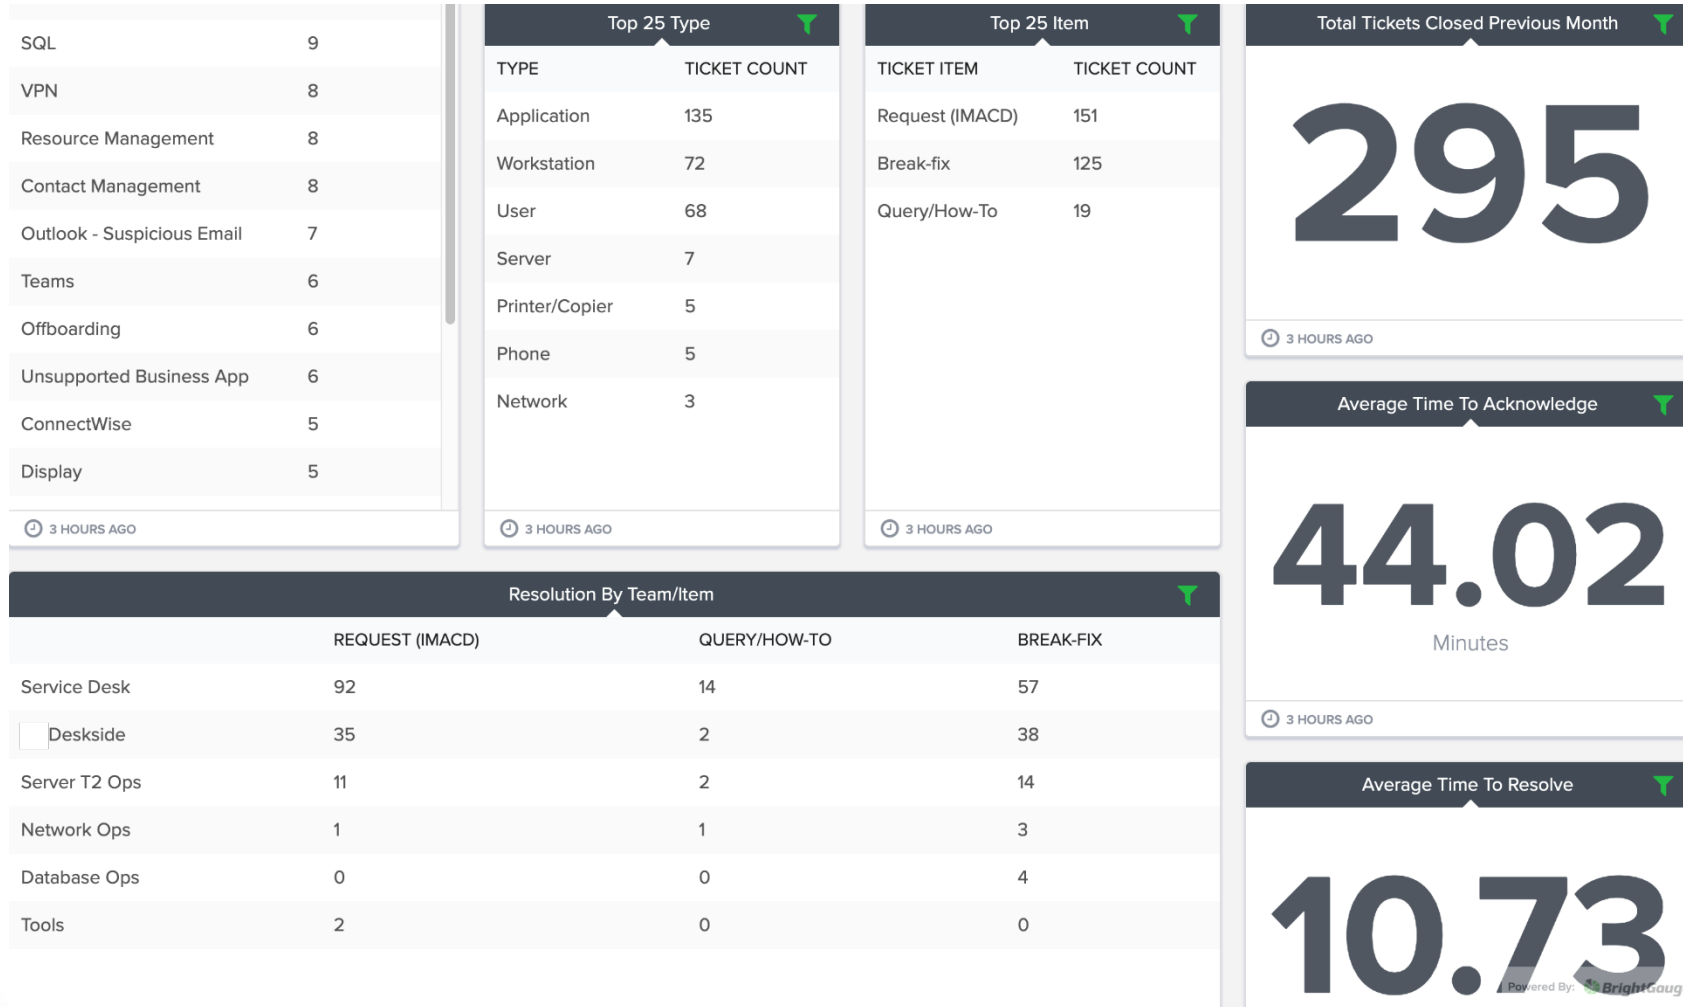 SQL 9
VPN 8
Resource Management 8
Contact Management 8
Outlook - Suspicious Email 7
Teams 6
Offboarding 6
Unsupported Business App 6
ConnectWise 5
Display 5
3 HOURS AGO
Top 25 Type
TYPE TICKET COUNT
Application 135
Workstation 72
User 68
Server 7
Printer/Copier 5
Phone 5
Network 3
3 HOURS AGO
Top 25 Item
TICKET ITEM TICKET COUNT
Request (IMACD) 151
Break-fix 125
Query/How-To 19
3 HOURS AGO
Total Tickets Closed Previous Month
295
3 HOURS AGO
Average Time To Acknowledge
44.02
Minutes
3 HOURS AGO
Resolution By Team/Item
REQUEST (IMACD) QUERY/HOW-TO BREAK-FIX
Service Desk 92 14 57
Deskside 35 2 38
Server T2 Ops 11 2 14
Network Ops 1 1 3
Database Ops 0 0 4
Tools 2 0 0
Average Time To Resolve
10.73
Powered By: BrightGaug